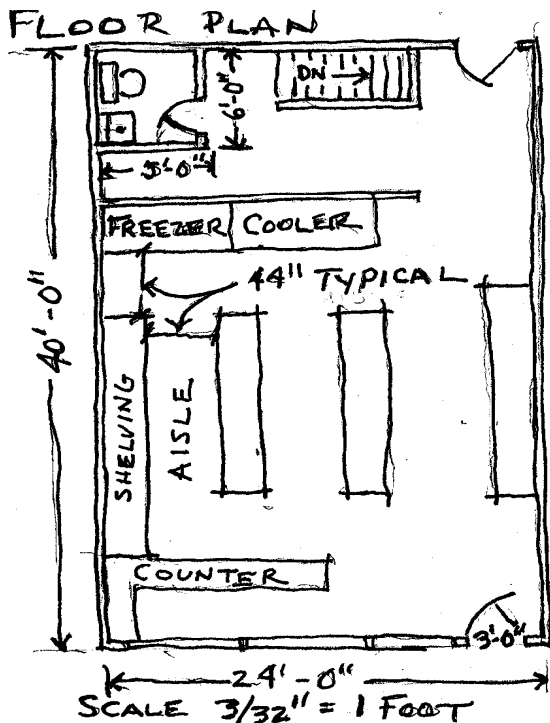 FLOOR PLAN
DN
6'-0"
5'-0"
FREEZER COOLER
44" TYPICAL
40'-0"
SHELVING
AISLE
COUNTER
3'-0"
24'-0"
SCALE 3/32" = 1 FOOT